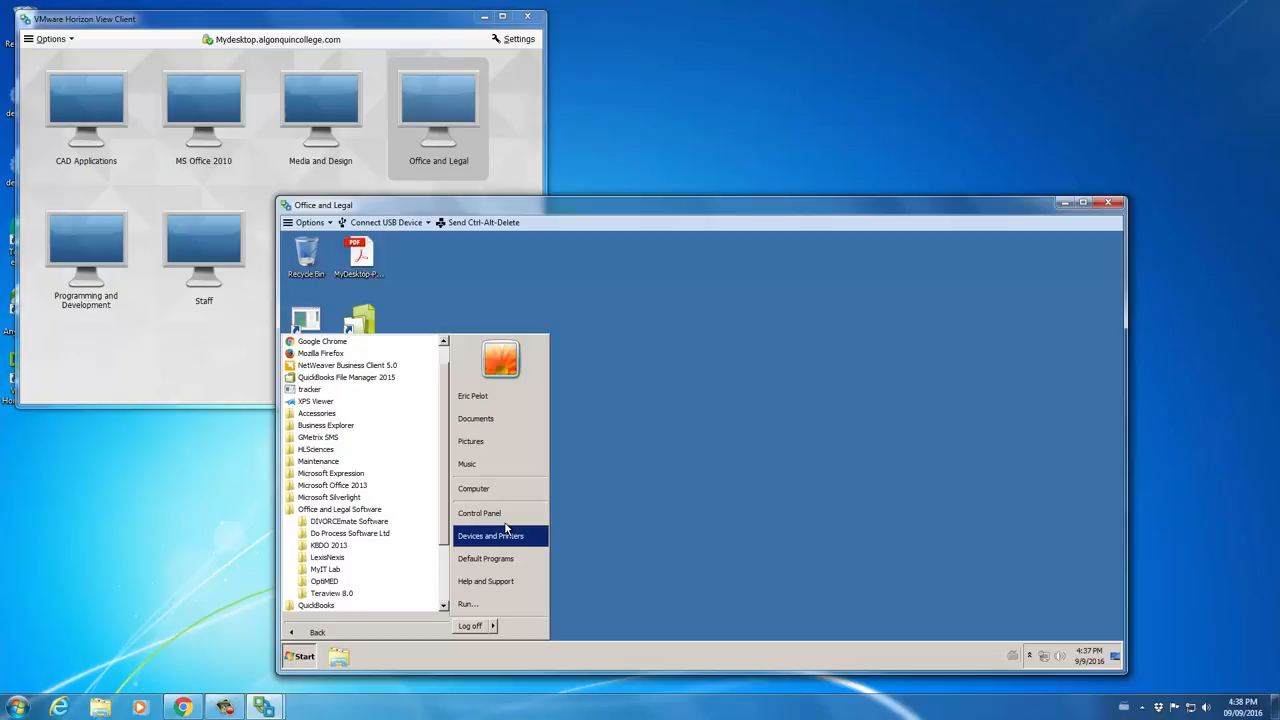 VMware Horizon View Client
Options
Mydesktop.algonquincollege.com
Settings
CAD Applications
MS Office 2010
Media and Design
Office and Legal
Programming and
Development
Staff
Office and Legal
Options
Connect USB Device
Send Ctrl-Alt-Delete
Recycle Bin
PDF
MyDesktop-P...
Google Chrome
Mozilla Firefox
NetWeaver Business Client 5.0
QuickBooks File Manager 2015
tracker
XPS Viewer
Accessories
Business Explorer
GMetrix SMS
HLSciences
Maintenance
Microsoft Expression
Microsoft Office 2013
Microsoft Silverlight
Office and Legal Software
DIVORCEmate Software
Do Process Software Ltd
KBDO 2013
LexisNexis
MyIT Lab
OptiMED
Teraview 8.0
QuickBooks
Back
Eric Pelot
Documents
Pictures
Music
Computer
Control Panel
Devices and Printers
Default Programs
Help and Support
Run...
Log off
Start
4:37 PM
9/9/2016
4:38 PM
09/09/2016